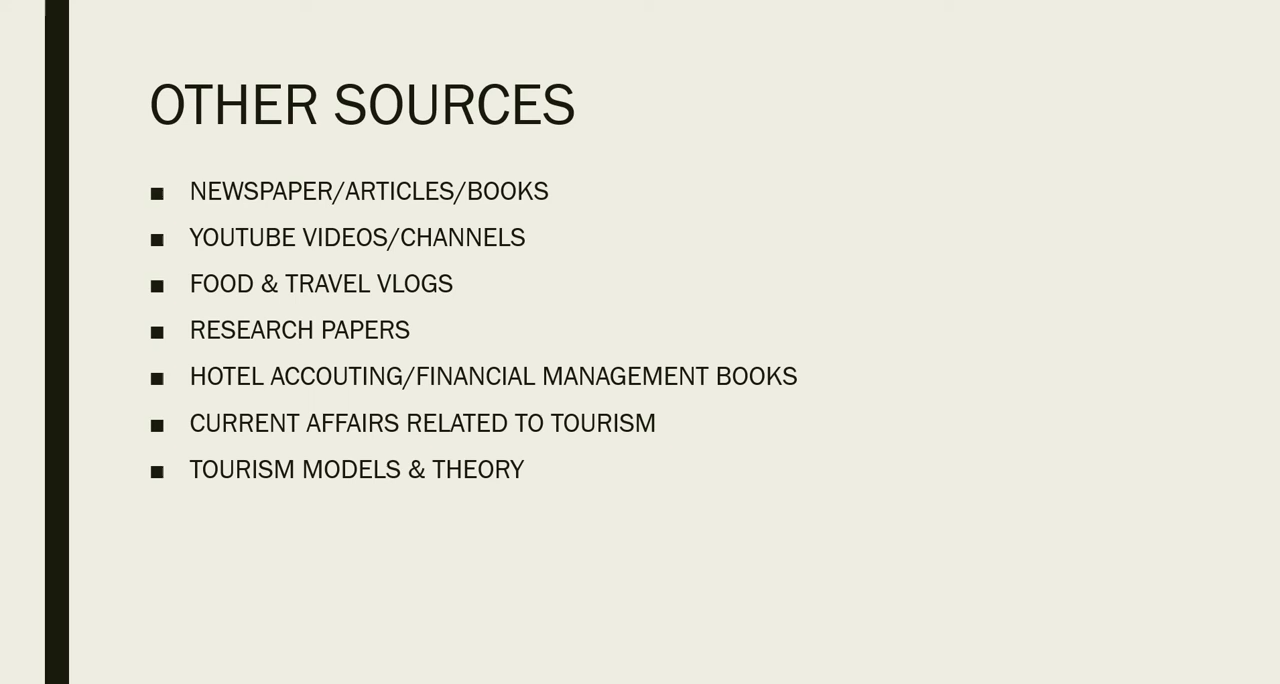 OTHER SOURCES
■ NEWSPAPER/ARTICLES/BOOKS
■ YOUTUBE VIDEOS/CHANNELS
■ FOOD & TRAVEL VLOGS
■ RESEARCH PAPERS
■ HOTEL ACCOUTING/FINANCIAL MANAGEMENT BOOKS
■ CURRENT AFFAIRS RELATED TO TOURISM
■ TOURISM MODELS & THEORY